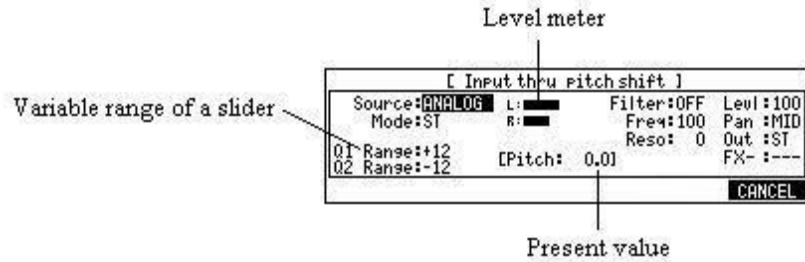 Level meter
[ Input thru pitch shift ]
Variable range of a slider
Source:ANALOG L: Filter:OFF Levl:100
Mode:ST R: Freq:100 Pan :MID
Reso: 0 Out :ST
Q1 Range:+12 [Pitch: 0.0] FX- :---
Q2 Range:-12
CANCEL
Present value